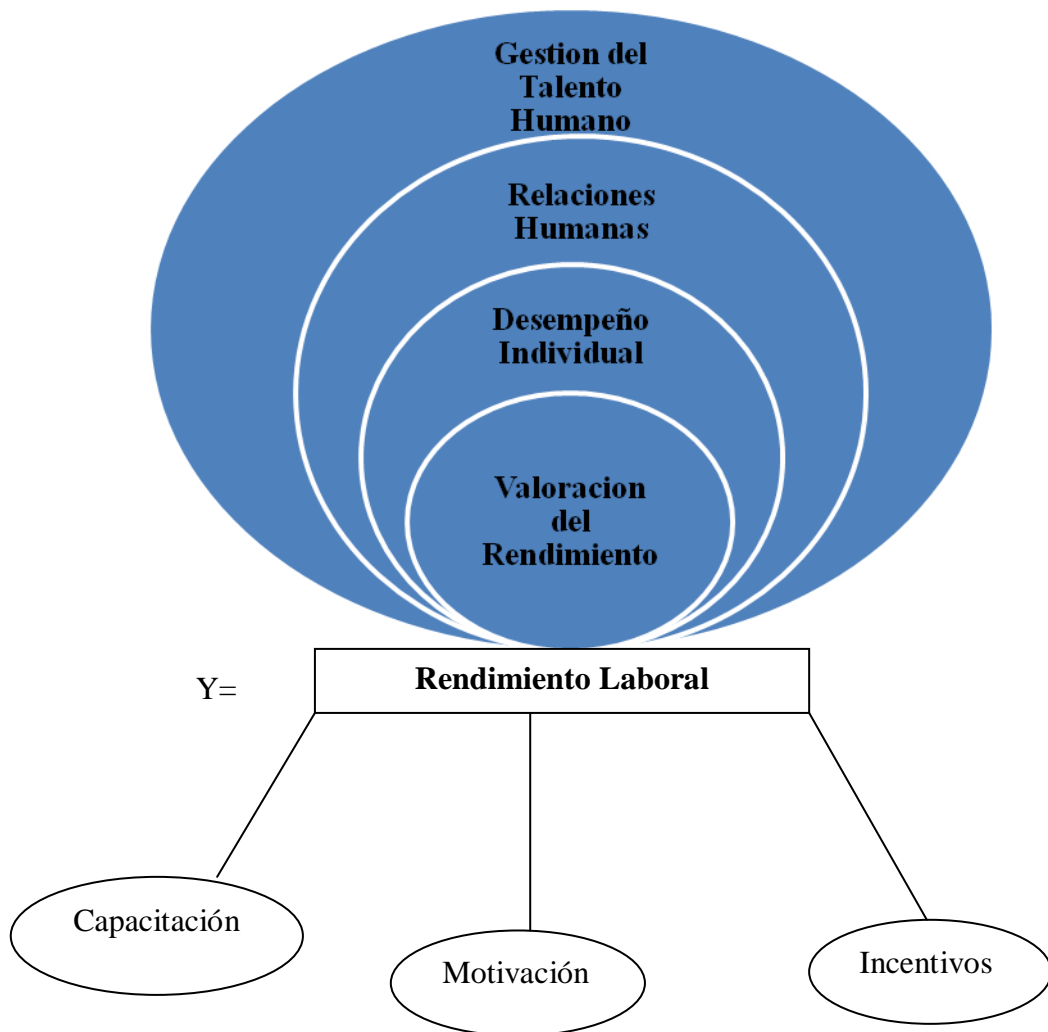 Gestion del
Talento
Humano
Relaciones
Humanas
Desempeño
Individual
Valoracion
del
Rendimiento
Y=
Rendimiento Laboral
Capacitación
Motivación
Incentivos